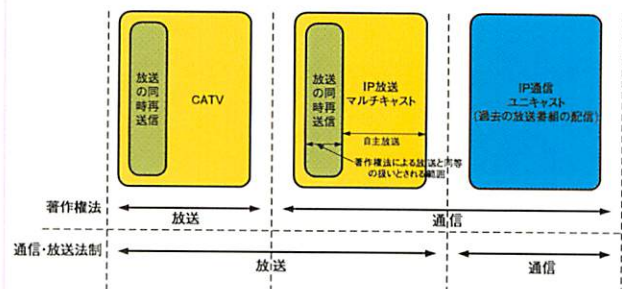 放送の同時再送信
CATV
放送の同時再送信
IP放送
マルチキャスト
自主放送
著作権法による放送と同等
の扱いとされる範囲
IP通信
ユニキャスト
(過去の放送番組の配信)
著作権法
放送
通信
通信・放送法制
放送
通信